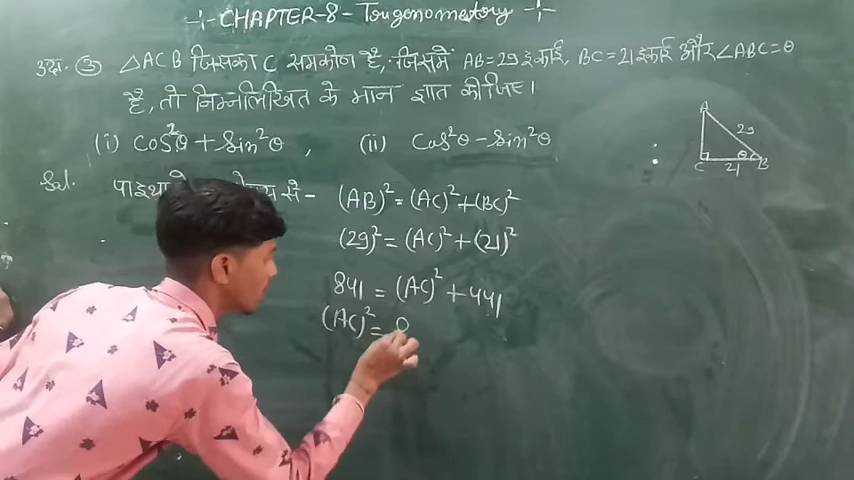 CHAPTER-8 - Trigonometry
उदा. ③ △ACB जिसका C समकोण है, जिसमें AB=29 इकाई, BC=21 इकाई और ∠ABC=θ
है, तो निम्नलिखित के मान ज्ञात कीजिए।
(i) Cos²θ + Sin²θ , (ii) Cos²θ - Sin²θ
A
29
C 21 θ B
Sol. से- (AB)² = (AC)² + (BC)²
(29)² = (AC)² + (21)²
841 = (AC)² + 441
(AC)² =